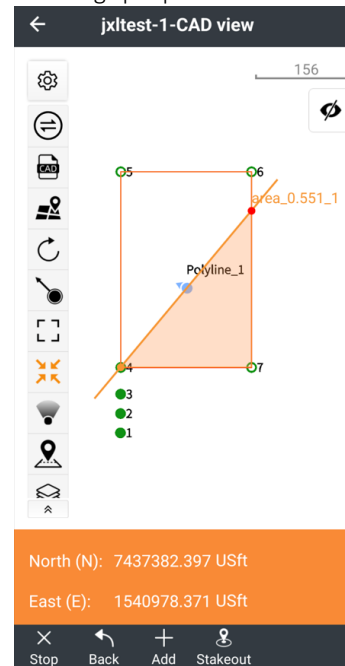 jxltest-1-CAD view
156
CAD
5
6
area_0.551_1
Polyline_1
4
7
3
2
1
North (N): 7437382.397 USft
East (E): 1540978.371 USft
Stop Back Add Stakeout